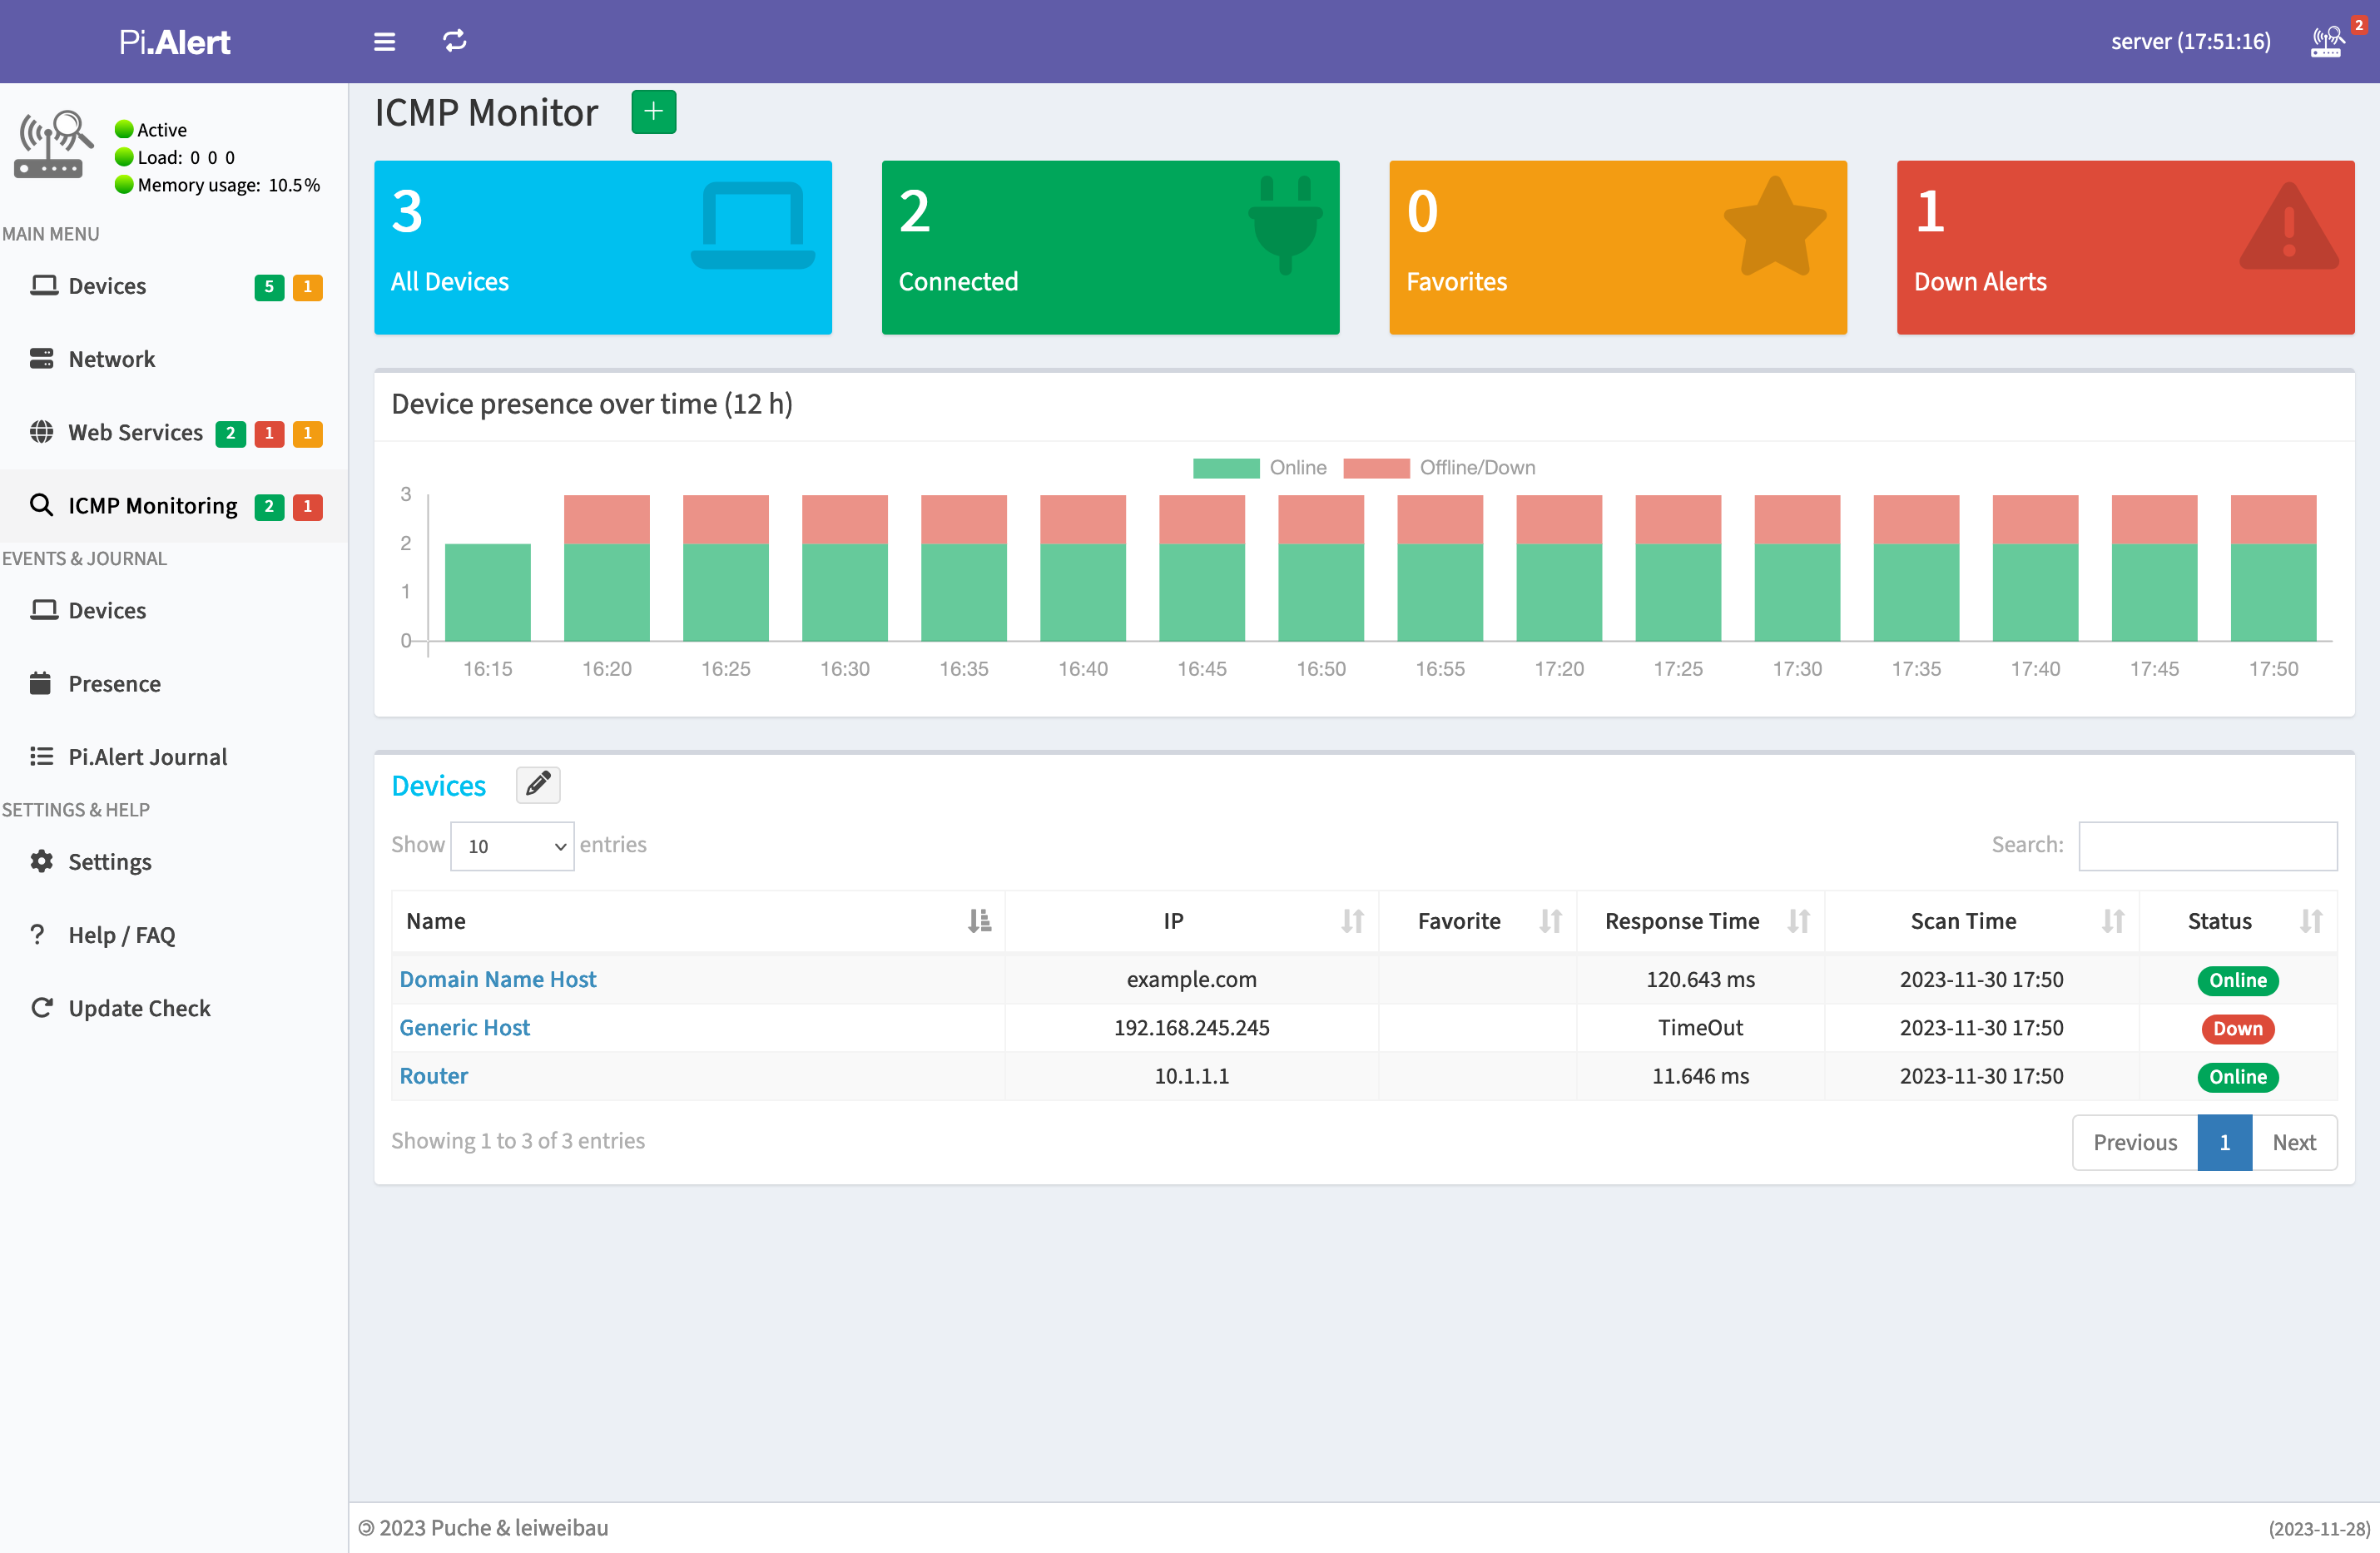 Pi.Alert
server (17:51:16)
2
Active
Load: 0 0 0
Memory usage: 10.5%
MAIN MENU
Devices 5 1
Network
Web Services 2 1 1
ICMP Monitoring 2 1
EVENTS & JOURNAL
Devices
Presence
Pi.Alert Journal
SETTINGS & HELP
Settings
Help / FAQ
Update Check
ICMP Monitor
3
All Devices
2
Connected
0
Favorites
1
Down Alerts
Device presence over time (12 h)
Online Offline/Down
3
2
1
0
16:15 16:20 16:25 16:30 16:35 16:40 16:45 16:50 16:55 17:20 17:25 17:30 17:35 17:40 17:45 17:50
Devices
Show 10 entries
Search:
Name IP Favorite Response Time Scan Time Status
Domain Name Host example.com 120.643 ms 2023-11-30 17:50 Online
Generic Host 192.168.245.245 TimeOut 2023-11-30 17:50 Down
Router 10.1.1.1 11.646 ms 2023-11-30 17:50 Online
Showing 1 to 3 of 3 entries
Previous 1 Next
🄯 2023 Puche & leiweibau
(2023-11-28)